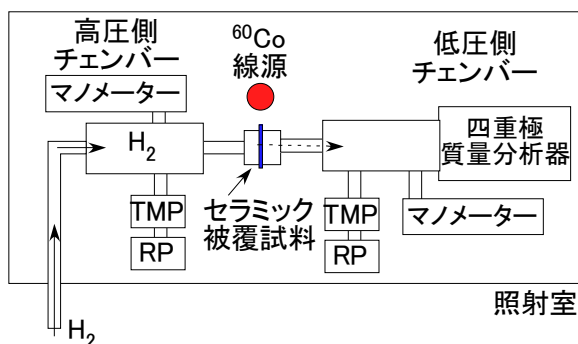 高圧側
チェンバー
マノメーター
H₂
TMP
RP
⁶⁰Co
線源
セラミック
被覆試料
低圧側
チェンバー
四重極
質量分析器
TMP
RP
マノメーター
照射室
H₂